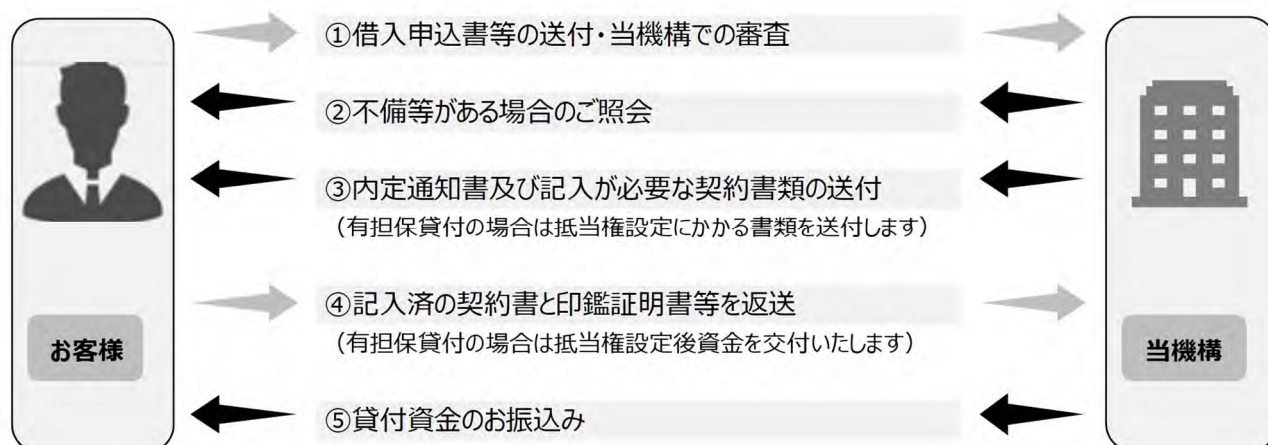 ①借入申込書等の送付・当機構での審査
②不備等がある場合のご照会
③内定通知書及び記入が必要な契約書類の送付
（有担保貸付の場合は抵当権設定にかかる書類を送付します）
④記入済の契約書と印鑑証明書等を返送
（有担保貸付の場合は抵当権設定後資金を交付いたします）
お客様
当機構
⑤貸付資金のお振込み